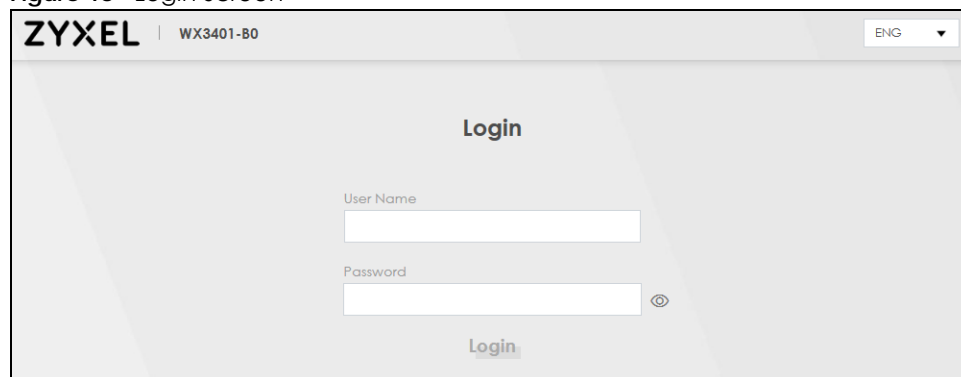 ZYXEL WX3401-B0 ENG
Login
User Name
Password
Login